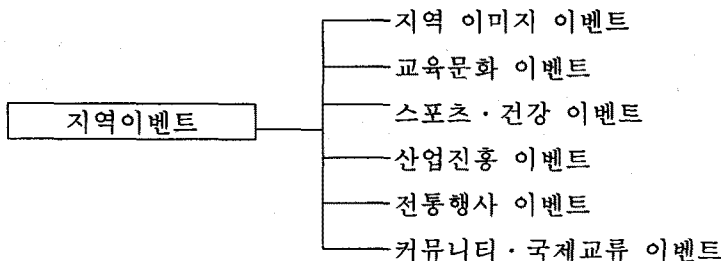 지역 이미지 이벤트
교육문화 이벤트
스포츠 · 건강 이벤트
지역이벤트
산업진흥 이벤트
전통행사 이벤트
커뮤니티 · 국제교류 이벤트